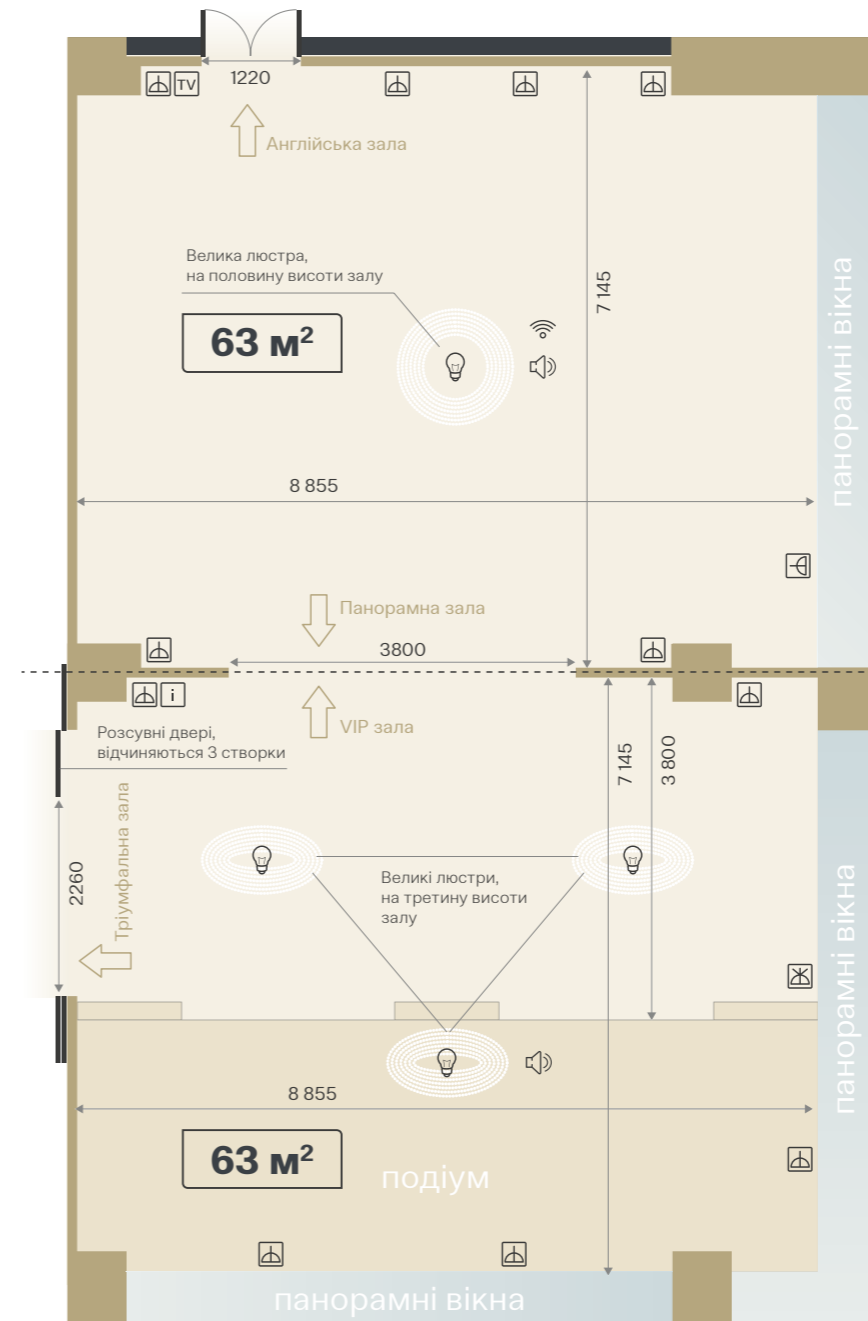 TV
1220
Англійська зала
Велика люстра,
на половину висоти залу
63 м²
7 145
панорамні вікна
8 855
Панорамна зала
3800
i
VIP зала
Розсувні двері,
відчиняються 3 створки
7 145
3 800
Тріумфальна зала
2260
Великі люстри,
на третину висоти
залу
панорамні вікна
8 855
63 м²
подіум
панорамні вікна